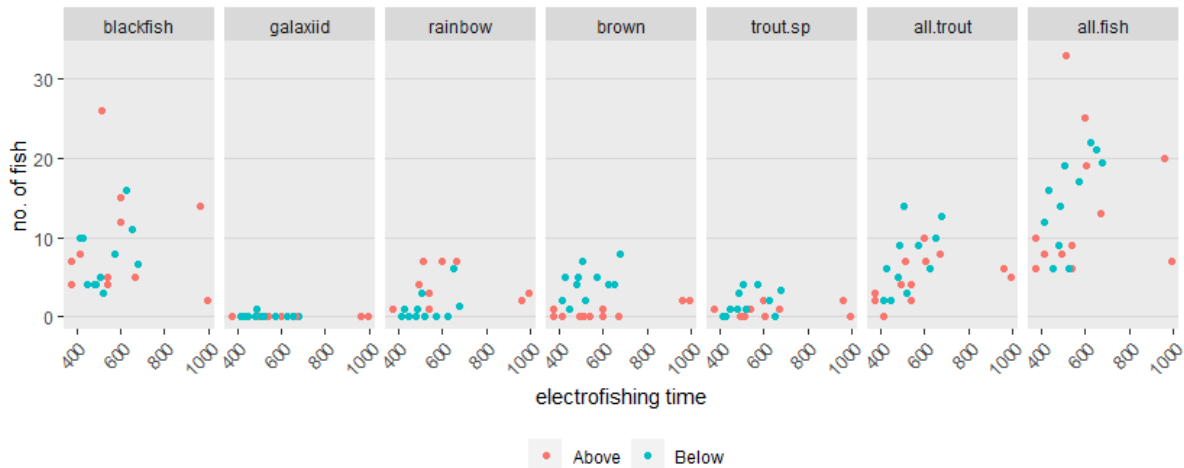 blackfish galaxiid rainbow brown trout.sp all.trout all.fish
30
20
10
0
no. of fish
400 600 800 1000 400 600 800 1000 400 600 800 1000 400 600 800 1000 400 600 800 1000 400 600 800 1000 400 600 800 1000
electrofishing time
Above Below